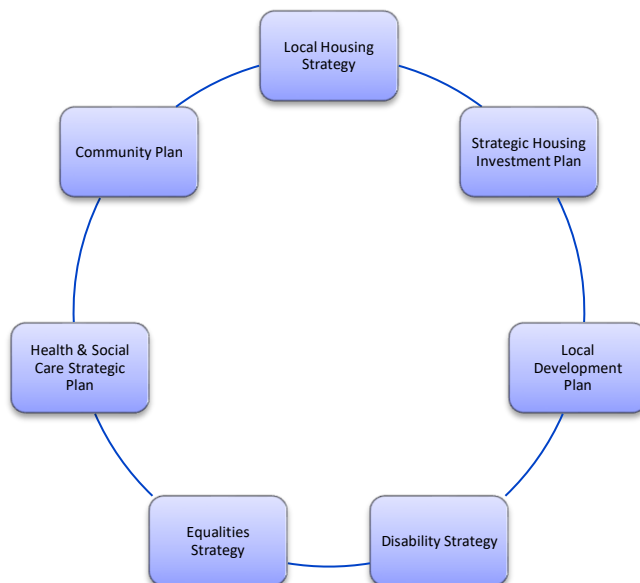 Local Housing
Strategy
Strategic Housing
Investment Plan
Local
Development
Plan
Disability Strategy
Equalities
Strategy
Health & Social
Care Strategic
Plan
Community Plan